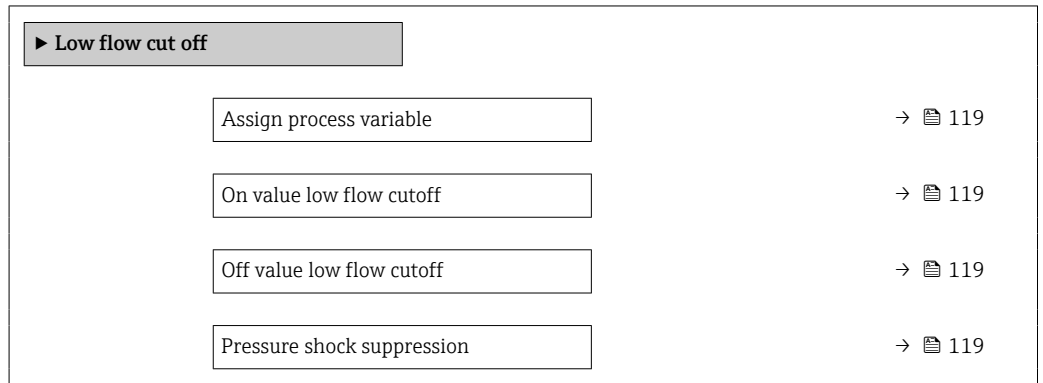 ► Low flow cut off
Assign process variable → 119
On value low flow cutoff → 119
Off value low flow cutoff → 119
Pressure shock suppression → 119